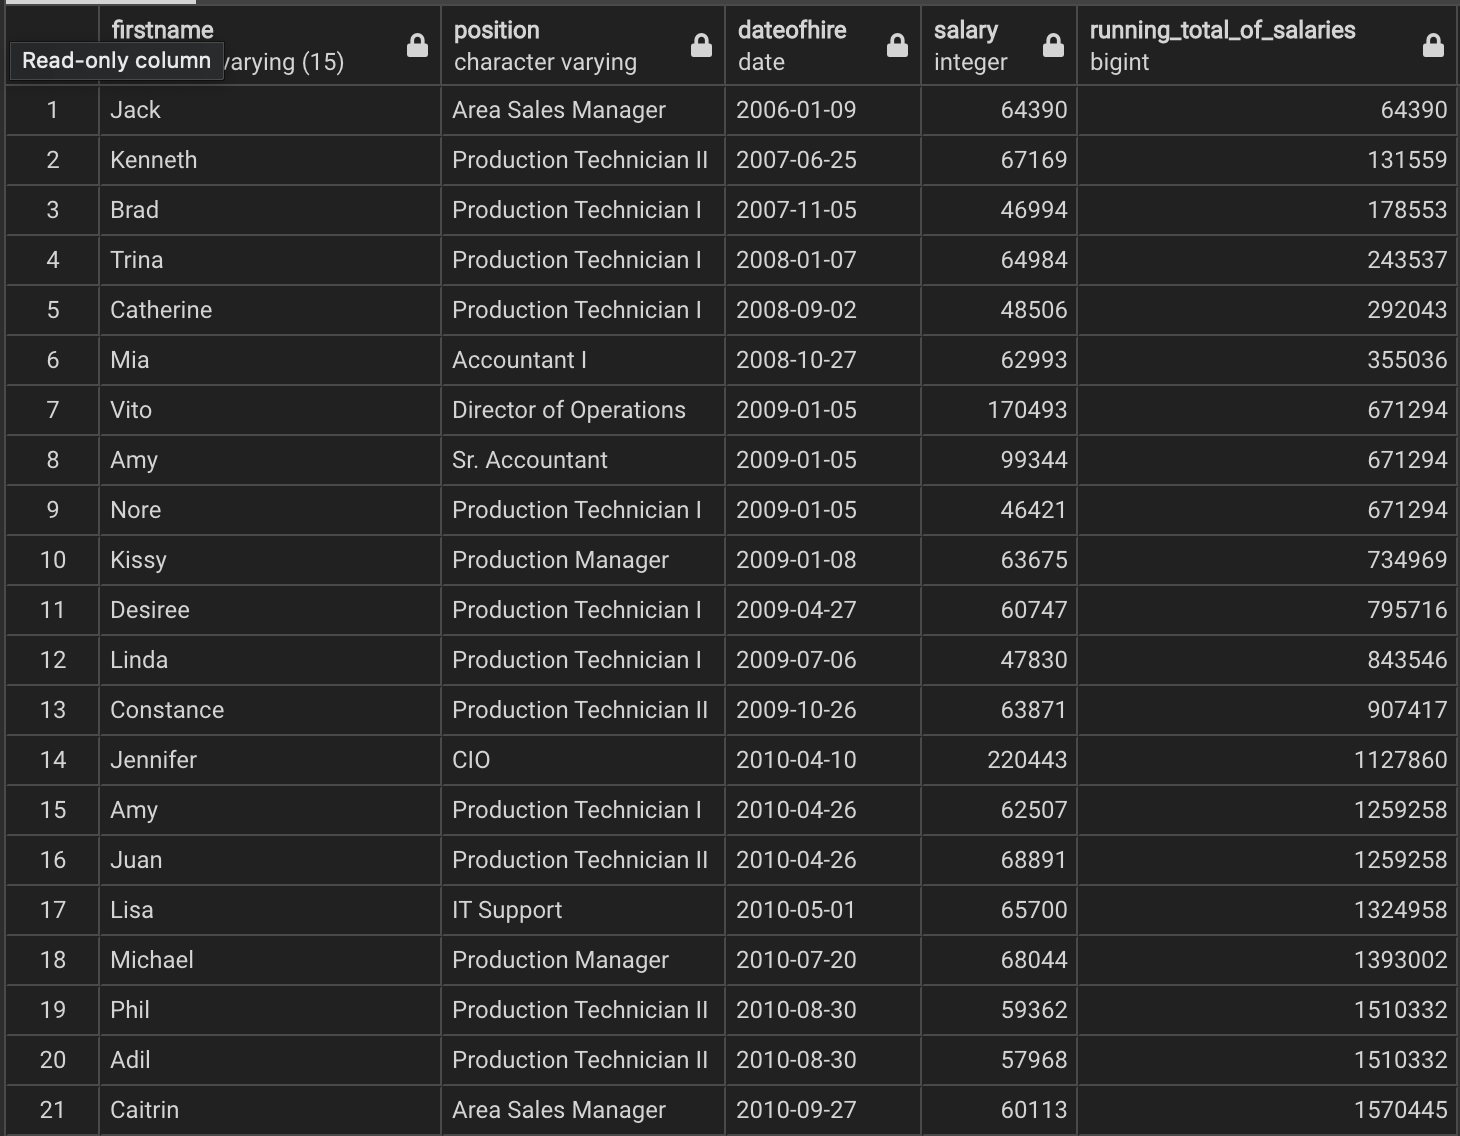 firstname position dateofhire salary running_total_of_salaries
Read-only column varying (15) character varying date integer bigint
1 Jack Area Sales Manager 2006-01-09 64390 64390
2 Kenneth Production Technician II 2007-06-25 67169 131559
3 Brad Production Technician I 2007-11-05 46994 178553
4 Trina Production Technician I 2008-01-07 64984 243537
5 Catherine Production Technician I 2008-09-02 48506 292043
6 Mia Accountant I 2008-10-27 62993 355036
7 Vito Director of Operations 2009-01-05 170493 671294
8 Amy Sr. Accountant 2009-01-05 99344 671294
9 Nore Production Technician I 2009-01-05 46421 671294
10 Kissy Production Manager 2009-01-08 63675 734969
11 Desiree Production Technician I 2009-04-27 60747 795716
12 Linda Production Technician I 2009-07-06 47830 843546
13 Constance Production Technician II 2009-10-26 63871 907417
14 Jennifer CIO 2010-04-10 220443 1127860
15 Amy Production Technician I 2010-04-26 62507 1259258
16 Juan Production Technician II 2010-04-26 68891 1259258
17 Lisa IT Support 2010-05-01 65700 1324958
18 Michael Production Manager 2010-07-20 68044 1393002
19 Phil Production Technician II 2010-08-30 59362 1510332
20 Adil Production Technician II 2010-08-30 57968 1510332
21 Caitrin Area Sales Manager 2010-09-27 60113 1570445